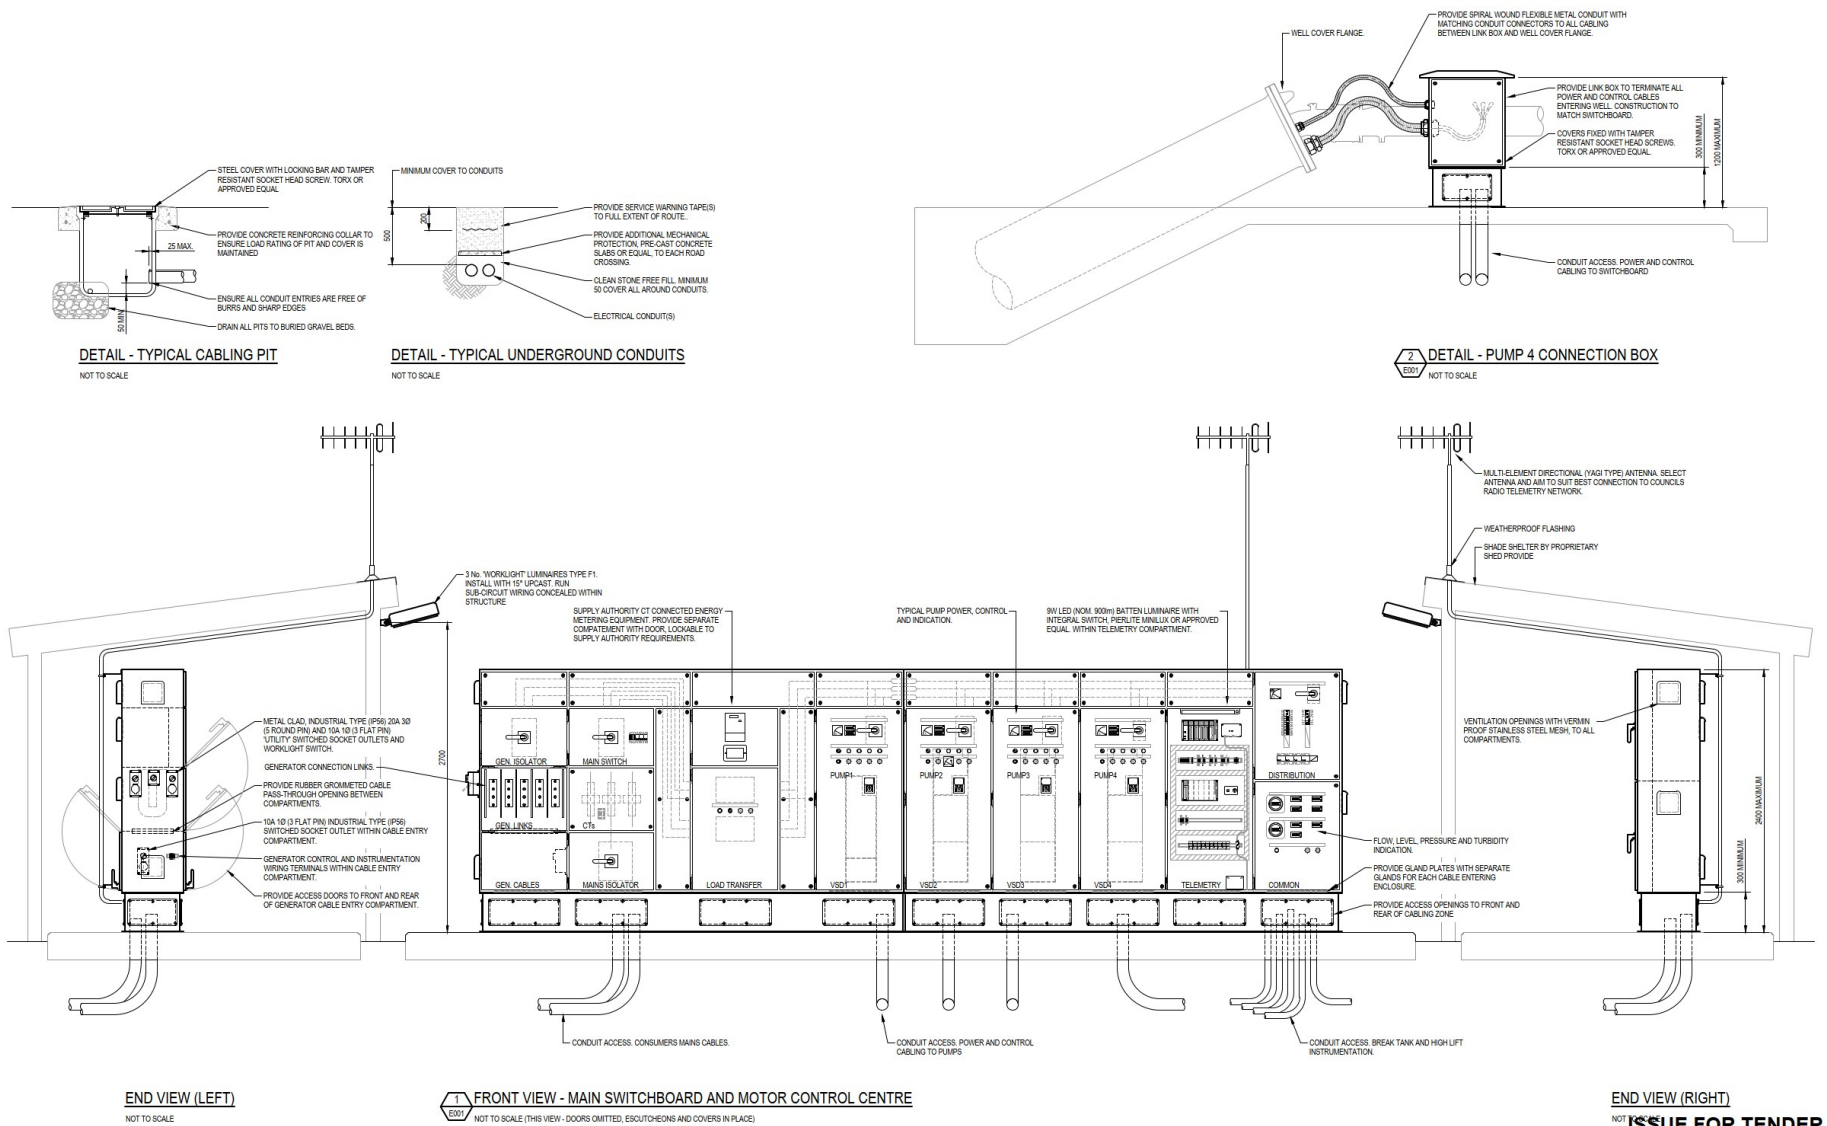 PROVIDE SPIRAL WOUND FLEXIBLE METAL CONDUIT WITH
MATCHING CONDUIT CONNECTORS TO ALL CABLING
BETWEEN LINK BOX AND WELL COVER FLANGE.
WELL COVER FLANGE.
PROVIDE LINK BOX TO TERMINATE ALL
POWER AND CONTROL CABLES
ENTERING WELL. CONSTRUCTION TO
MATCH SWITCHBOARD.
COVERS FIXED WITH TAMPER
RESISTANT SOCKET HEAD SCREWS.
TORX OR APPROVED EQUAL.
300 MINIMUM
1200 MAXIMUM
CONDUIT ACCESS. POWER AND CONTROL
CABLING TO SWITCHBOARD
2
E001
DETAIL - PUMP 4 CONNECTION BOX
NOT TO SCALE
STEEL COVER WITH LOCKING BAR AND TAMPER
RESISTANT SOCKET HEAD SCREW. TORX OR
APPROVED EQUAL
PROVIDE CONCRETE REINFORCING COLLAR TO
ENSURE LOAD RATING OF PIT AND COVER IS
MAINTAINED
25 MAX.
ENSURE ALL CONDUIT ENTRIES ARE FREE OF
BURRS AND SHARP EDGES
50 MIN
DRAIN ALL PITS TO BURIED GRAVEL BEDS.
DETAIL - TYPICAL CABLING PIT
NOT TO SCALE
MINIMUM COVER TO CONDUITS
200
500
PROVIDE SERVICE WARNING TAPE(S)
TO FULL EXTENT OF ROUTE..
PROVIDE ADDITIONAL MECHANICAL
PROTECTION, PRE-CAST CONCRETE
SLABS OR EQUAL, TO EACH ROAD
CROSSING.
CLEAN STONE FREE FILL. MINIMUM
50 COVER ALL AROUND CONDUITS.
ELECTRICAL CONDUIT(S)
DETAIL - TYPICAL UNDERGROUND CONDUITS
NOT TO SCALE
MULTI-ELEMENT DIRECTIONAL (YAGI TYPE) ANTENNA. SELECT
ANTENNA AND AIM TO SUIT BEST CONNECTION TO COUNCILS
RADIO TELEMETRY NETWORK.
WEATHERPROOF FLASHING
SHADE SHELTER BY PROPRIETARY
SHED PROVIDE
3 No. 'WORKLIGHT' LUMINAIRES TYPE F1.
INSTALL WITH 15° UPCAST. RUN
SUB-CIRCUIT WIRING CONCEALED WITHIN
STRUCTURE
SUPPLY AUTHORITY CT CONNECTED ENERGY
METERING EQUIPMENT. PROVIDE SEPARATE
COMPATEMENT WITH DOOR, LOCKABLE TO
SUPPLY AUTHORITY REQUIREMENTS.
TYPICAL PUMP POWER, CONTROL
AND INDICATION.
9W LED (NOM. 900lm) BATTEN LUMINAIRE WITH
INTEGRAL SWITCH, PIERLITE MINILUX OR APPROVED
EQUAL. WITHIN TELEMETRY COMPARTMENT.
METAL CLAD, INDUSTRIAL TYPE (IP56) 20A 3Ø
(5 ROUND PIN) AND 10A 1Ø (3 FLAT PIN)
'UTILITY' SWITCHED SOCKET OUTLETS AND
WORKLIGHT SWITCH.
GENERATOR CONNECTION LINKS.
PROVIDE RUBBER GROMMETED CABLE
PASS-THROUGH OPENING BETWEEN
COMPARTMENTS.
10A 1Ø (3 FLAT PIN) INDUSTRIAL TYPE (IP56)
SWITCHED SOCKET OUTLET WITHIN CABLE ENTRY
COMPARTMENT.
GENERATOR CONTROL AND INSTRUMENTATION
WIRING TERMINALS WITHIN CABLE ENTRY
COMPARTMENT.
PROVIDE ACCESS DOORS TO FRONT AND REAR
OF GENERATOR CABLE ENTRY COMPARTMENT.
2700
GEN. ISOLATOR
MAIN SWITCH
PUMP1
PUMP2
PUMP3
PUMP4
DISTRIBUTION
GEN. LINKS
CTs
GEN. CABLES
MAINS ISOLATOR
LOAD TRANSFER
VSD1
VSD2
VSD3
VSD4
TELEMETRY
COMMON
VENTILATION OPENINGS WITH VERMIN
PROOF STAINLESS STEEL MESH, TO ALL
COMPARTMENTS.
FLOW, LEVEL, PRESSURE AND TURBIDITY
INDICATION.
PROVIDE GLAND PLATES WITH SEPARATE
GLANDS FOR EACH CABLE ENTERING
ENCLOSURE.
PROVIDE ACCESS OPENINGS TO FRONT AND
REAR OF CABLING ZONE
300 MINIMUM
2400 MAXIMUM
CONDUIT ACCESS. CONSUMERS MAINS CABLES.
CONDUIT ACCESS. POWER AND CONTROL
CABLING TO PUMPS
CONDUIT ACCESS. BREAK TANK AND HIGH LIFT
INSTRUMENTATION.
END VIEW (LEFT)
NOT TO SCALE
1
E001
FRONT VIEW - MAIN SWITCHBOARD AND MOTOR CONTROL CENTRE
NOT TO SCALE (THIS VIEW - DOORS OMITTED, ESCUTCHEONS AND COVERS IN PLACE)
END VIEW (RIGHT)
NOT TO SCALE
ISSUE FOR TENDER